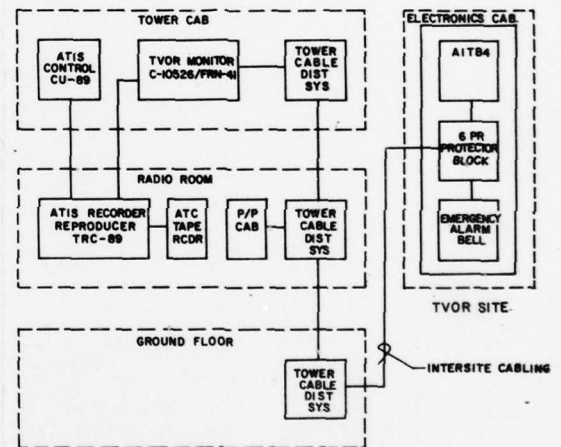 TOWER CAB
ATIS
CONTROL
CU-89
TVOR MONITOR
C-10526/FRN-41
TOWER
CABLE
DIST
SYS
RADIO ROOM
ATIS RECORDER
REPRODUCER
TRC-89
ATC
TAPE
RCDR
P/P
CAB
TOWER
CABLE
DIST
SYS
GROUND FLOOR
TOWER
CABLE
DIST
SYS
ELECTRONICS CAB.
A1TB4
6 PR
PROTECTOR
BLOCK
EMERGENCY
ALARM
BELL
TVOR SITE
INTERSITE CABLING